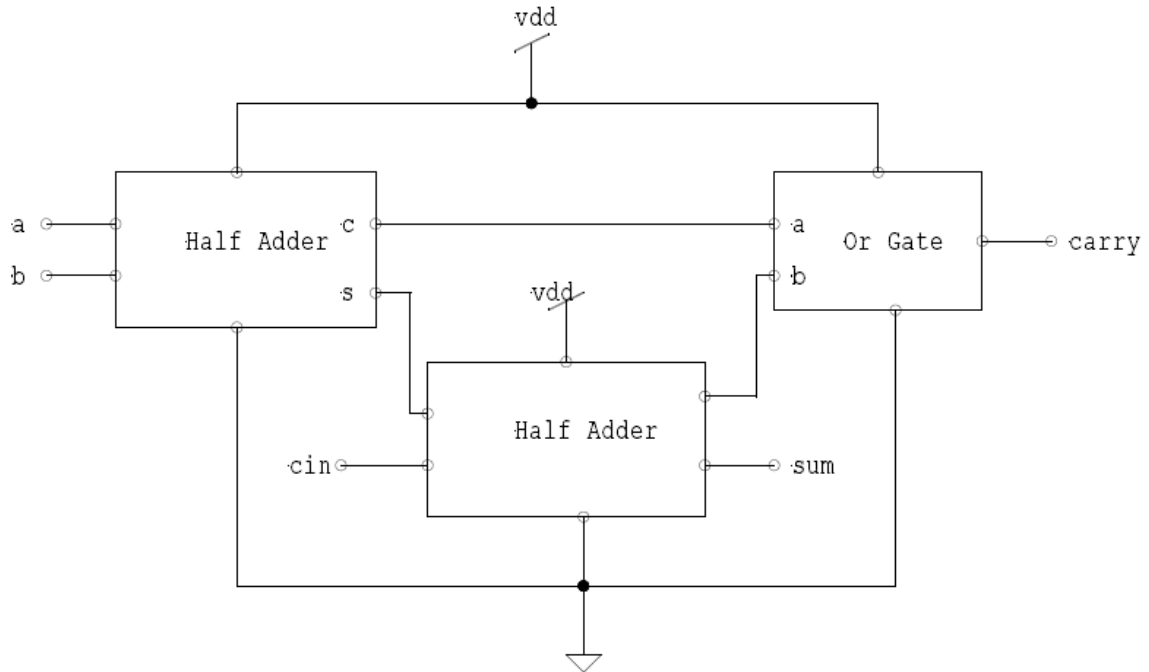 vdd
a
b
Half Adder
c
s
a
b
Or Gate
carry
vdd
Half Adder
cin
sum